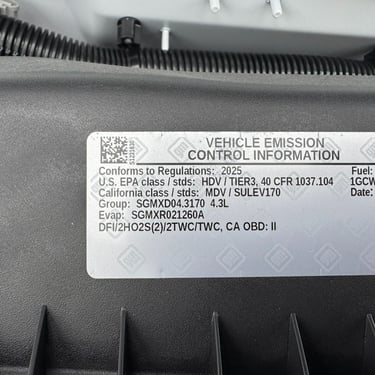 VEHICLE EMISSION
CONTROL INFORMATION
Conforms to Regulations: 2025 Fuel:
U.S. EPA class / stds: HDV / TIER3, 40 CFR 1037.104 1GCW
California class / stds: MDV / SULEV170 Date:
Group: SGMXD04.3170 4.3L
Evap: SGMXR021260A
DFI/2HO2S(2)/2TWC/TWC, CA OBD: II